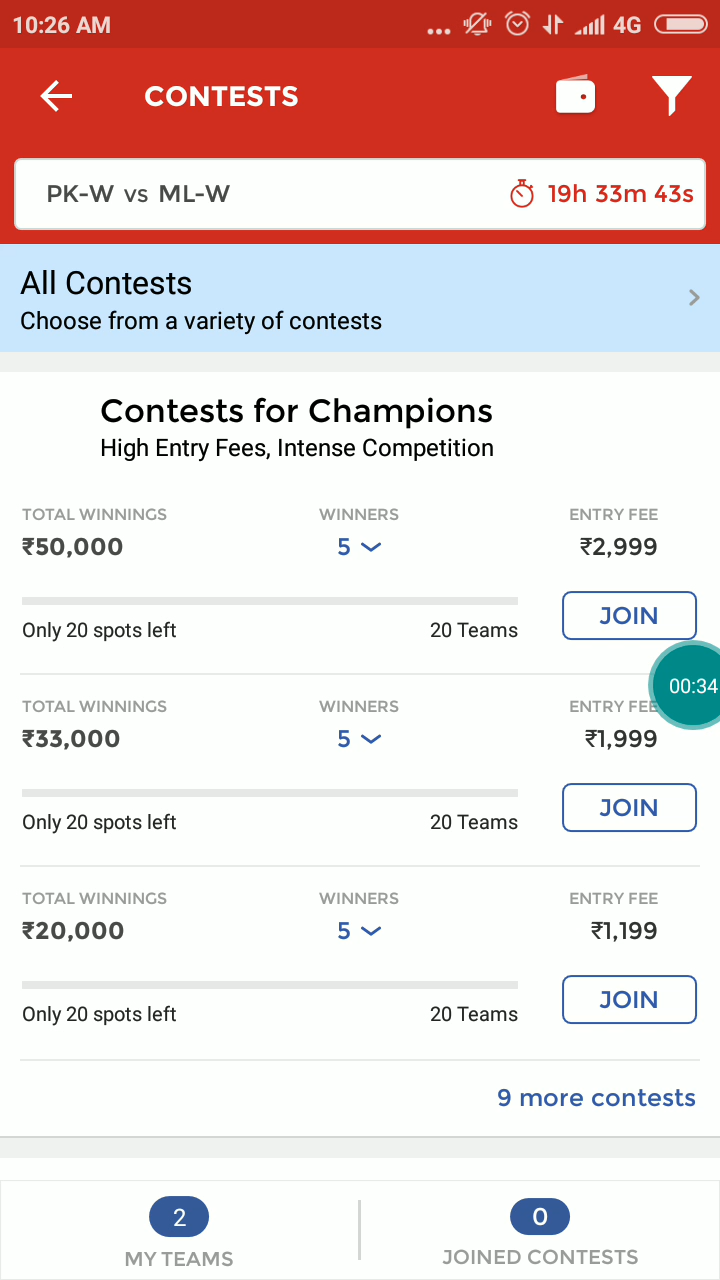 10:26 AM
4G
CONTESTS
PK-W vs ML-W
19h 33m 43s
All Contests
Choose from a variety of contests
Contests for Champions
High Entry Fees, Intense Competition
TOTAL WINNINGS WINNERS ENTRY FEE
₹50,000 5 ₹2,999
JOIN
Only 20 spots left 20 Teams
00:34
TOTAL WINNINGS WINNERS ENTRY FEE
₹33,000 5 ₹1,999
JOIN
Only 20 spots left 20 Teams
TOTAL WINNINGS WINNERS ENTRY FEE
₹20,000 5 ₹1,199
JOIN
Only 20 spots left 20 Teams
9 more contests
2 0
MY TEAMS JOINED CONTESTS